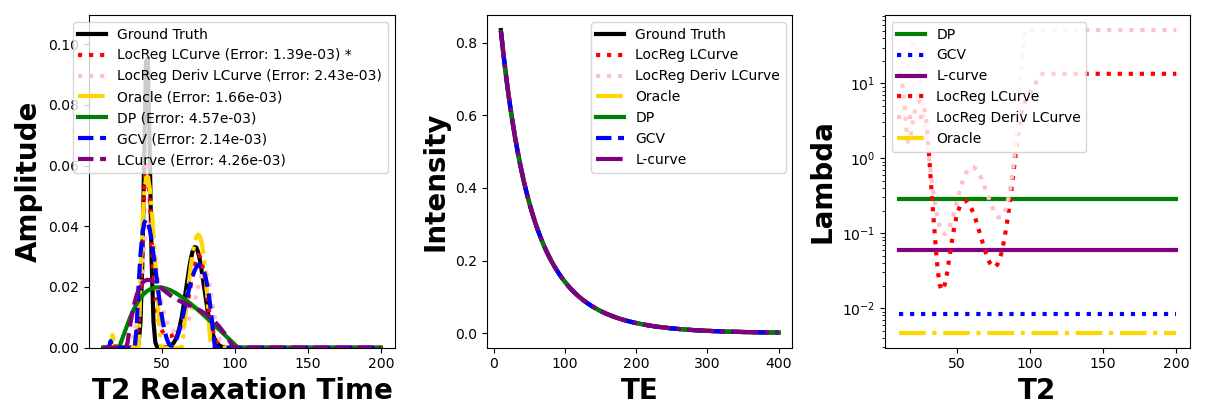 Amplitude
0.10
0.08
0.06
0.04
0.02
0.00
Ground Truth
LocReg LCurve (Error: 1.39e-03) *
LocReg Deriv LCurve (Error: 2.43e-03)
Oracle (Error: 1.66e-03)
DP (Error: 4.57e-03)
GCV (Error: 2.14e-03)
LCurve (Error: 4.26e-03)
50
100
150
200
T2 Relaxation Time
Intensity
0.8
0.6
0.4
0.2
0.0
Ground Truth
LocReg LCurve
LocReg Deriv LCurve
Oracle
DP
GCV
L-curve
0
100
200
300
400
TE
Lambda
10¹
10⁰
10⁻¹
10⁻²
DP
GCV
L-curve
LocReg LCurve
LocReg Deriv LCurve
Oracle
50
100
150
200
T2